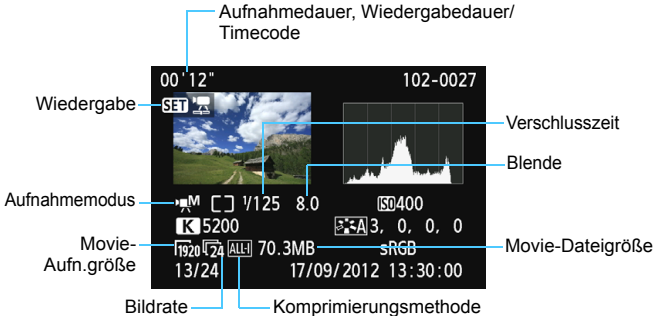 Aufnahmedauer, Wiedergabedauer/
Timecode
00'12" 102-0027
Wiedergabe
SET
Verschlusszeit
Blende
Aufnahmemodus
M 1/125 8.0 ISO 400
K 5200 A 3, 0, 0, 0
Movie-
Aufn.größe
1920 24 ALL-I 70.3MB sRGB
Movie-Dateigröße
13/24 17/09/2012 13:30:00
Bildrate
Komprimierungsmethode